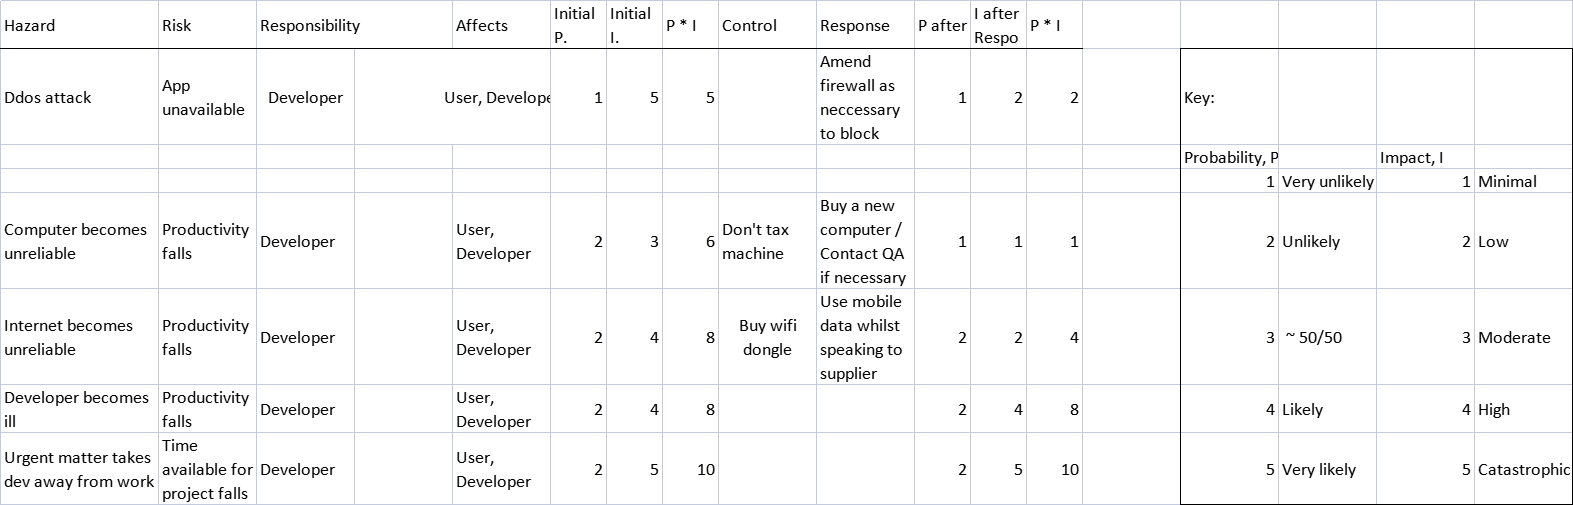 Hazard Risk Responsibility Affects Initial P. Initial I. P * I Control Response P after I after Respo P * I
Ddos attack App unavailable Developer User, Develope 1 5 5 Amend firewall as neccessary to block 1 2 2 Key:
Probability, P Impact, I
1 Very unlikely 1 Minimal
Computer becomes unreliable Productivity falls Developer User, Developer 2 3 6 Don't tax machine Buy a new computer / Contact QA if necessary 1 1 1 2 Unlikely 2 Low
Internet becomes unreliable Productivity falls Developer User, Developer 2 4 8 Buy wifi dongle Use mobile data whilst speaking to supplier 2 2 4 3 ~ 50/50 3 Moderate
Developer becomes ill Productivity falls Developer User, Developer 2 4 8 2 4 8 4 Likely 4 High
Urgent matter takes dev away from work Time available for project falls Developer User, Developer 2 5 10 2 5 10 5 Very likely 5 Catastrophic